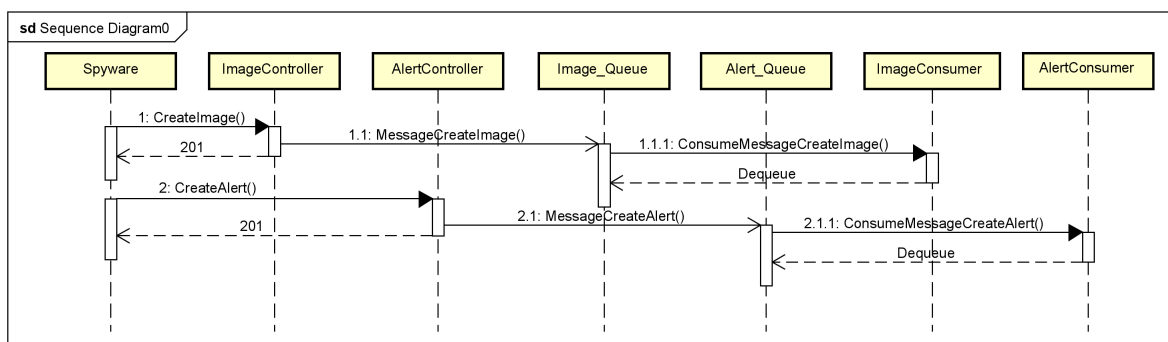 sd Sequence Diagram0
Spyware
ImageController
AlertController
Image_Queue
Alert_Queue
ImageConsumer
AlertConsumer
1: CreateImage()
1.1: MessageCreateImage()
201
1.1.1: ConsumeMessageCreateImage()
Dequeue
2: CreateAlert()
2.1: MessageCreateAlert()
201
2.1.1: ConsumeMessageCreateAlert()
Dequeue